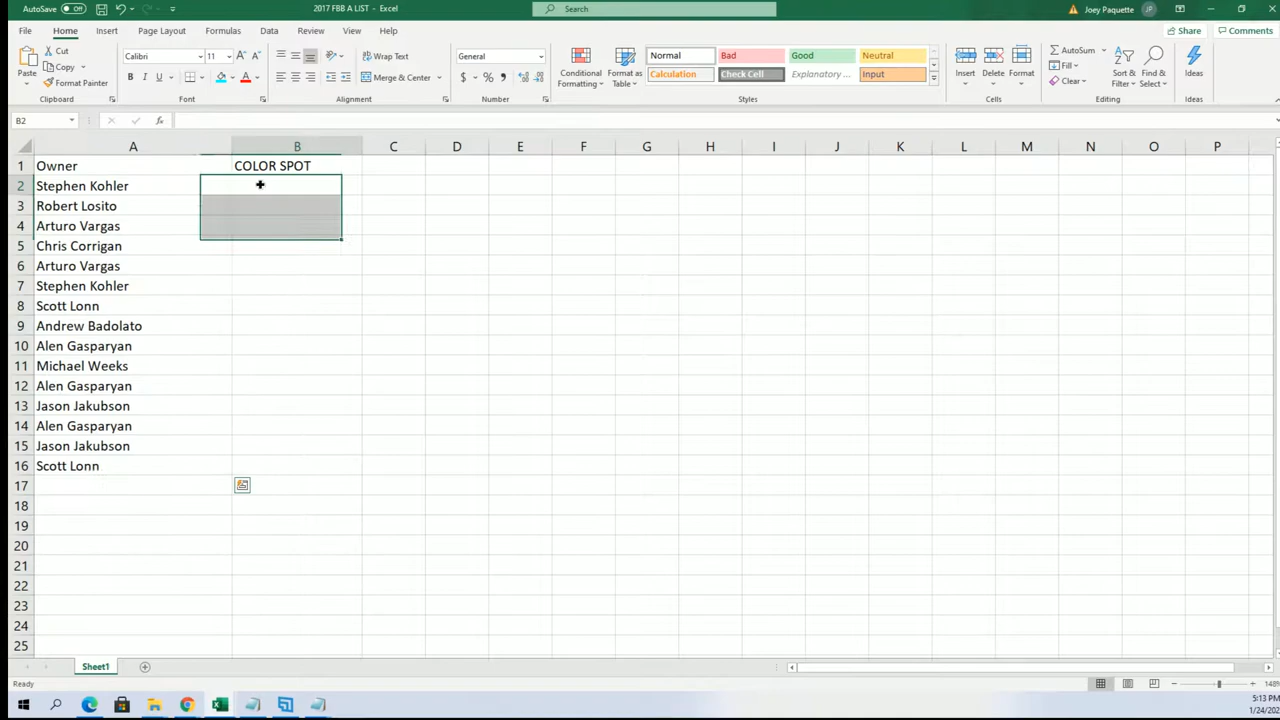 AutoSave Off 2017 FBB A LIST - Excel Search Joey Paquette JP
File Home Insert Page Layout Formulas Data Review View Help Share Comments
Paste Cut Copy Format Painter Clipboard
Calibri 11 A A B I U A Font
ab Wrap Text Merge & Center Alignment
General $ % , Number
Conditional Formatting Format as Table
Normal Bad Good Neutral
Calculation Check Cell Explanatory ... Input
Styles
Insert Delete Format Cells
AutoSum Fill Clear Sort & Filter Find & Select Editing
Ideas Ideas
B2 fx
A B C D E F G H I J K L M N O P
1 Owner COLOR SPOT
2 Stephen Kohler
3 Robert Losito
4 Arturo Vargas
5 Chris Corrigan
6 Arturo Vargas
7 Stephen Kohler
8 Scott Lonn
9 Andrew Badolato
10 Alen Gasparyan
11 Michael Weeks
12 Alen Gasparyan
13 Jason Jakubson
14 Alen Gasparyan
15 Jason Jakubson
16 Scott Lonn
17
18
19
20
21
22
23
24
25
Sheet1
Ready 148%
5:13 PM
1/24/202